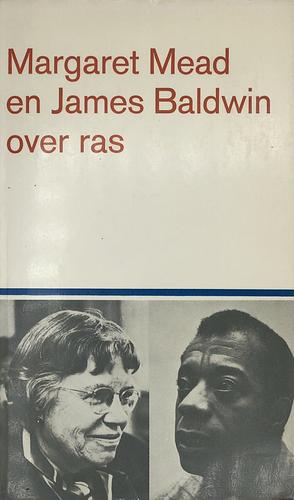 Margaret Mead
en James Baldwin
over ras